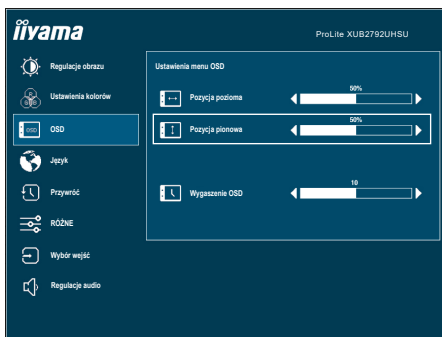 iiyama
ProLite XUB2792UHSU
Regulacje obrazu
Ustawienia kolorów
OSD
Język
Przywróć
RÓŻNE
Wybór wejść
Regulacje audio
Ustawienia menu OSD
Pozycja pozioma
50%
Pozycja pionowa
50%
Wygaszenie OSD
10